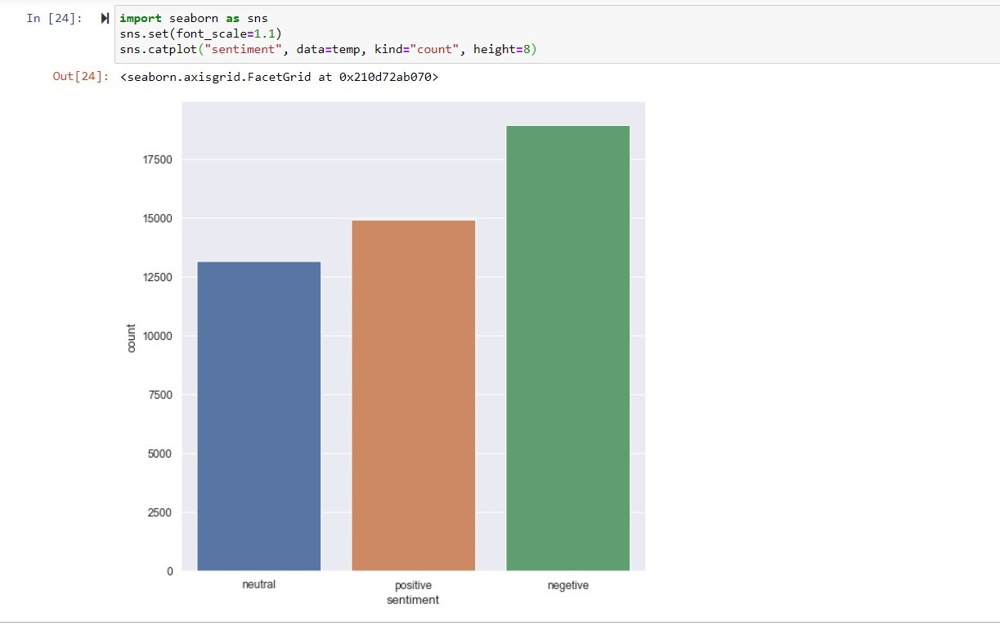 In [24]:
import seaborn as sns
sns.set(font_scale=1.1)
sns.catplot("sentiment", data=temp, kind="count", height=8)
Out[24]: <seaborn.axisgrid.FacetGrid at 0x210d72ab070>
17500
15000
12500
10000
7500
5000
2500
0
count
neutral positive negetive
sentiment